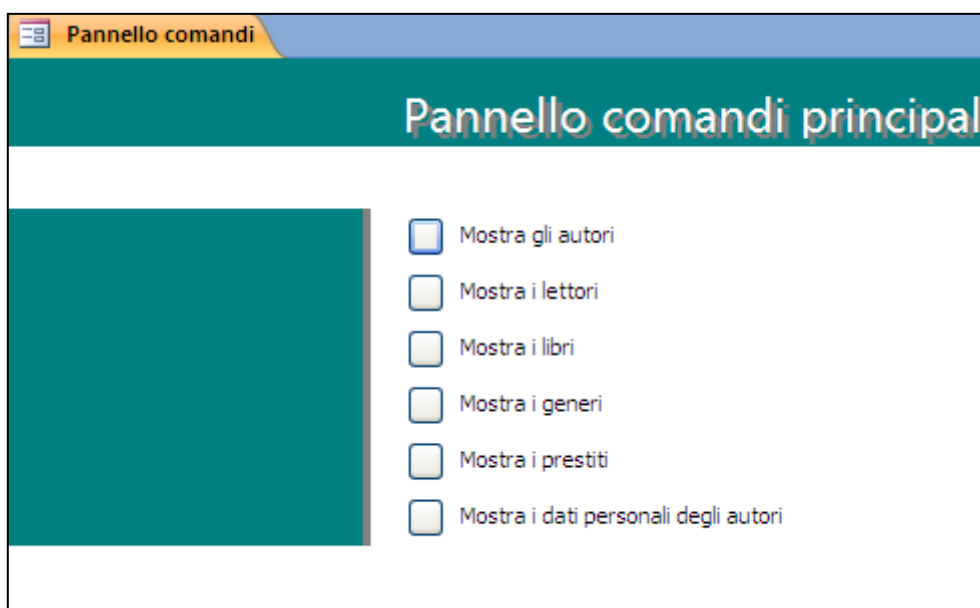 Pannello comandi
Pannello comandi principal
Mostra gli autori
Mostra i lettori
Mostra i libri
Mostra i generi
Mostra i prestiti
Mostra i dati personali degli autori